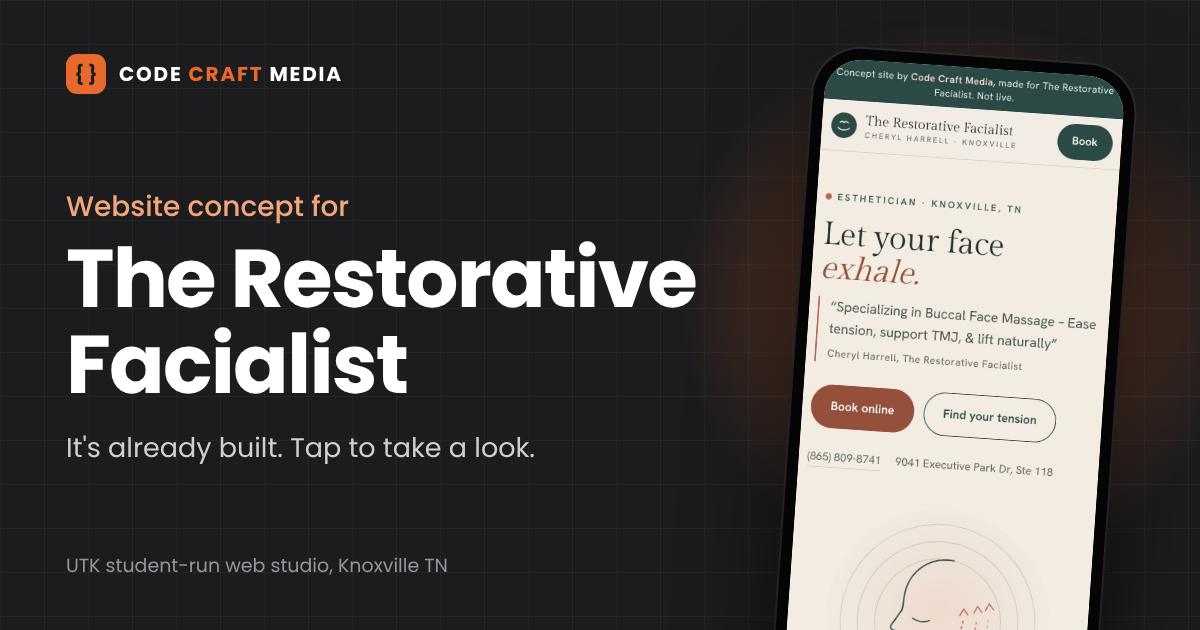 { } CODE CRAFT MEDIA
Website concept for
The Restorative
Facialist
It's already built. Tap to take a look.
UTK student-run web studio, Knoxville TN
Concept site by Code Craft Media, made for The Restorative
Facialist. Not live.
The Restorative Facialist
CHERYL HARRELL · KNOXVILLE
Book
ESTHETICIAN · KNOXVILLE, TN
Let your face
exhale.
“Specializing in Buccal Face Massage – Ease
tension, support TMJ, & lift naturally”
Cheryl Harrell, The Restorative Facialist
Book online
Find your tension
(865) 809-8741
9041 Executive Park Dr, Ste 118